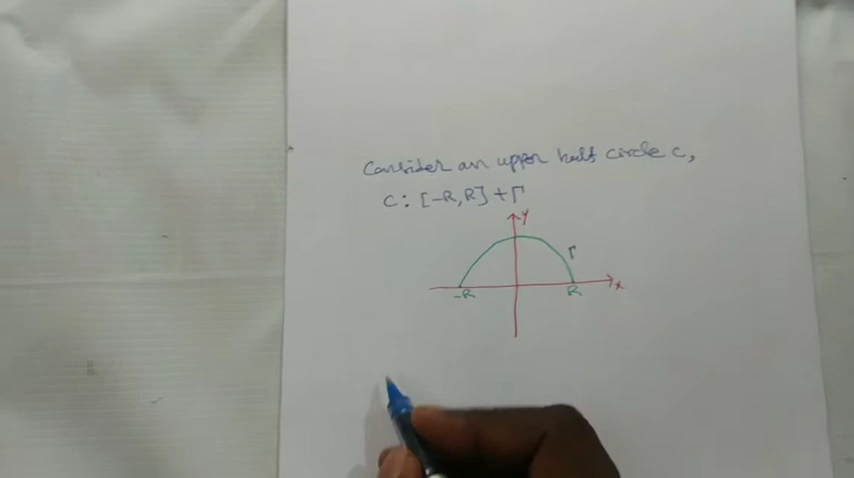 Consider an upper half circle C,
C: [-R, R] + Γ
y
Γ
-R
R
x